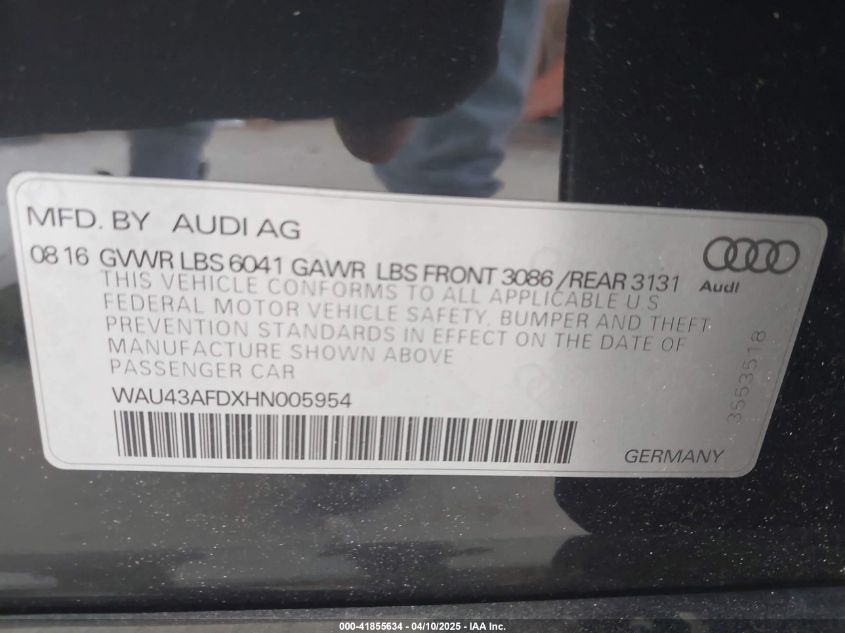 MFD. BY AUDI AG
08 16 GVWR LBS 6041 GAWR LBS FRONT 3086 /REAR 3131
THIS VEHICLE CONFORMS TO ALL APPLICABLE U S
FEDERAL MOTOR VEHICLE SAFETY, BUMPER AND THEFT
PREVENTION STANDARDS IN EFFECT ON THE DATE OF
MANUFACTURE SHOWN ABOVE
PASSENGER CAR
WAU43AFDXHN005954
Audi
3553518
GERMANY
000-41855634 - 04/10/2025 - IAA Inc.